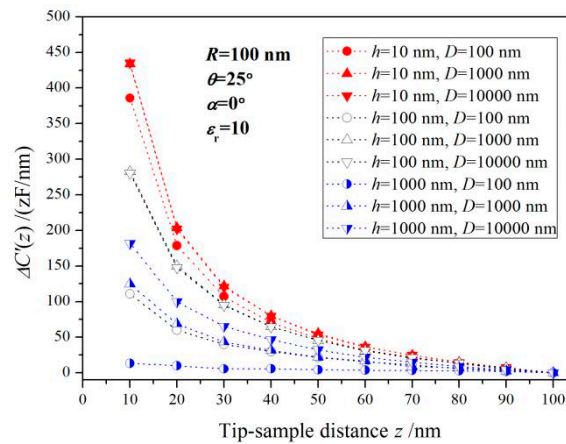 500
450
400
350
300
250
200
150
100
50
0
ΔC'(z) /(zF/nm)
R=100 nm
θ=25°
α=0°
εr=10
h=10 nm, D=100 nm
h=10 nm, D=1000 nm
h=10 nm, D=10000 nm
h=100 nm, D=100 nm
h=100 nm, D=1000 nm
h=100 nm, D=10000 nm
h=1000 nm, D=100 nm
h=1000 nm, D=1000 nm
h=1000 nm, D=10000 nm
0 10 20 30 40 50 60 70 80 90 100
Tip-sample distance z /nm